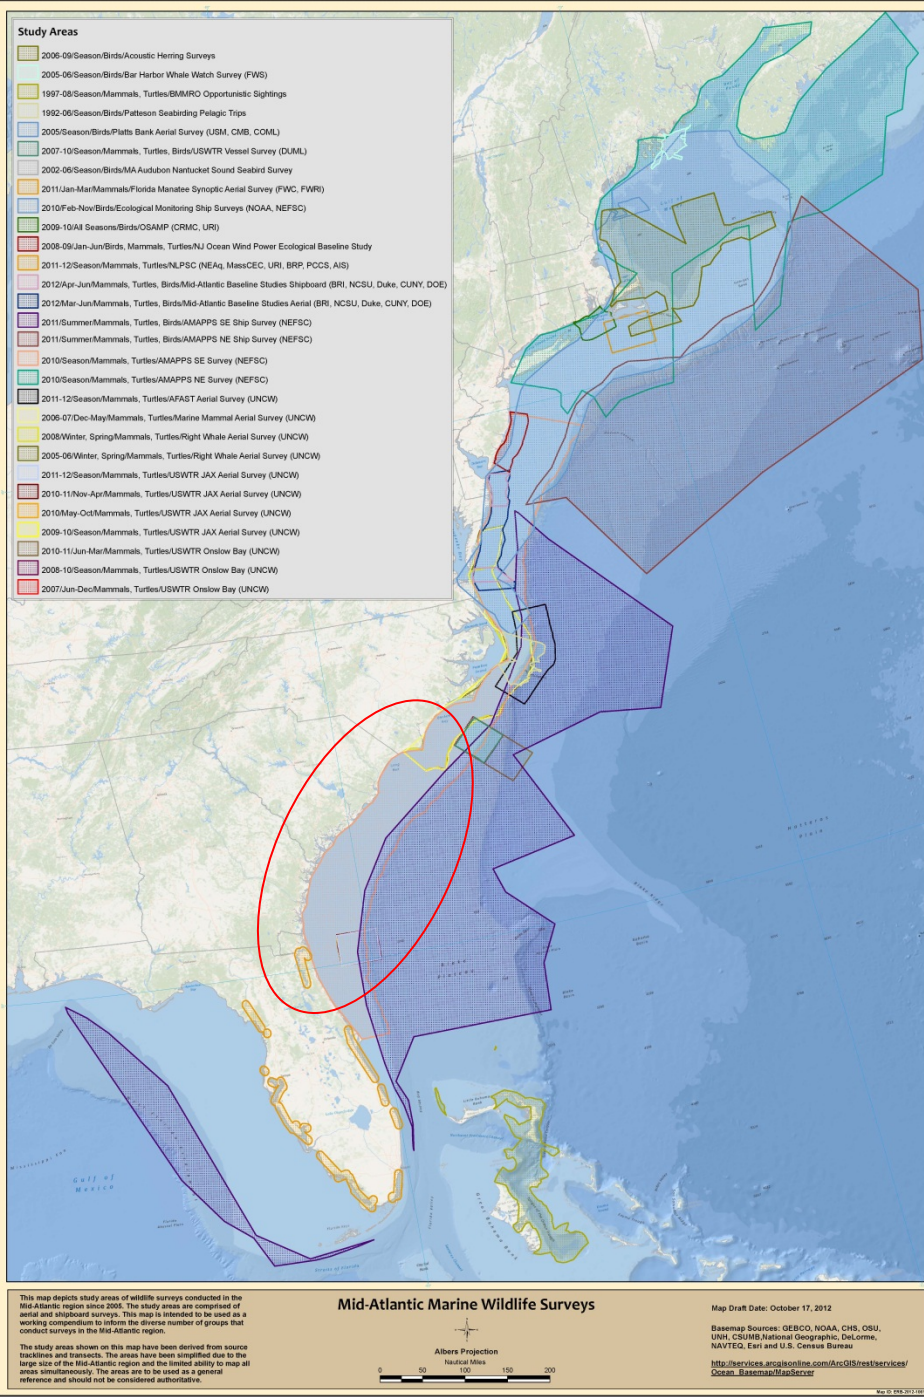 Study Areas
2006-09/Season/Birds/Acoustic Herring Surveys
2005-06/Season/Birds/Bar Harbor Whale Watch Survey (FWS)
1997-08/Season/Mammals, Turtles/BMMRO Opportunistic Sightings
1992-06/Season/Birds/Patteson Seabirding Pelagic Trips
2005/Season/Birds/Platts Bank Aerial Survey (USM, CMB, COML)
2007-10/Season/Mammals, Turtles, Birds/USWTR Vessel Survey (DUML)
2002-06/Season/Birds/MA Audubon Nantucket Sound Seabird Survey
2011/Jan-Mar/Mammals/Florida Manatee Synoptic Aerial Survey (FWC, FWRI)
2010/Feb-Nov/Birds/Ecological Monitoring Ship Surveys (NOAA, NEFSC)
2009-10/All Seasons/Birds/OSAMP (CRMC, URI)
2008-09/Jan-Jun/Birds, Mammals, Turtles/NJ Ocean Wind Power Ecological Baseline Study
2011-12/Season/Mammals, Turtles/NLPSC (NEAq, MassCEC, URI, BRP, PCCS, AIS)
2012/Apr-Jun/Mammals, Turtles, Birds/Mid-Atlantic Baseline Studies Shipboard (BRI, NCSU, Duke, CUNY, DOE)
2012/Mar-Jun/Mammals, Turtles, Birds/Mid-Atlantic Baseline Studies Aerial (BRI, NCSU, Duke, CUNY, DOE)
2011/Summer/Mammals, Turtles, Birds/AMAPPS SE Ship Survey (NEFSC)
2011/Summer/Mammals, Turtles, Birds/AMAPPS NE Ship Survey (NEFSC)
2010/Season/Mammals, Turtles/AMAPPS SE Survey (NEFSC)
2010/Season/Mammals, Turtles/AMAPPS NE Survey (NEFSC)
2011-12/Season/Mammals, Turtles/AFAST Aerial Survey (UNCW)
2006-07/Dec-May/Mammals, Turtles/Marine Mammal Aerial Survey (UNCW)
2008/Winter, Spring/Mammals, Turtles/Right Whale Aerial Survey (UNCW)
2005-06/Winter, Spring/Mammals, Turtles/Right Whale Aerial Survey (UNCW)
2011-12/Season/Mammals, Turtles/USWTR JAX Aerial Survey (UNCW)
2010-11/Nov-Apr/Mammals, Turtles/USWTR JAX Aerial Survey (UNCW)
2010/May-Oct/Mammals, Turtles/USWTR JAX Aerial Survey (UNCW)
2009-10/Season/Mammals, Turtles/USWTR JAX Aerial Survey (UNCW)
2010-11/Jun-Mar/Mammals, Turtles/USWTR Onslow Bay (UNCW)
2008-10/Season/Mammals, Turtles/USWTR Onslow Bay (UNCW)
2007/Jun-Dec/Mammals, Turtles/USWTR Onslow Bay (UNCW)
Gulf of
Mexico
This map depicts study areas of wildlife surveys conducted in the
Mid-Atlantic region since 2005. The study areas are comprised of
aerial and shipboard surveys. This map is intended to be used as a
working compendium to inform the diverse number of groups that
conduct surveys in the Mid-Atlantic region.
The study areas shown on this map have been derived from source
tracklines and transects. The areas have been simplified due to the
large size of the Mid-Atlantic region and the limited ability to map all
areas simultaneously. The areas are to be used as a general
reference and should not be considered authoritative.
Mid-Atlantic Marine Wildlife Surveys
Albers Projection
Nautical Miles
0 50 100 150 200
Map Draft Date: October 17, 2012
Basemap Sources: GEBCO, NOAA, CHS, OSU,
UNH, CSUMB,National Geographic, DeLorme,
NAVTEQ, Esri and U.S. Census Bureau
http://services.arcgisonline.com/ArcGIS/rest/services/
Ocean_Basemap/MapServer